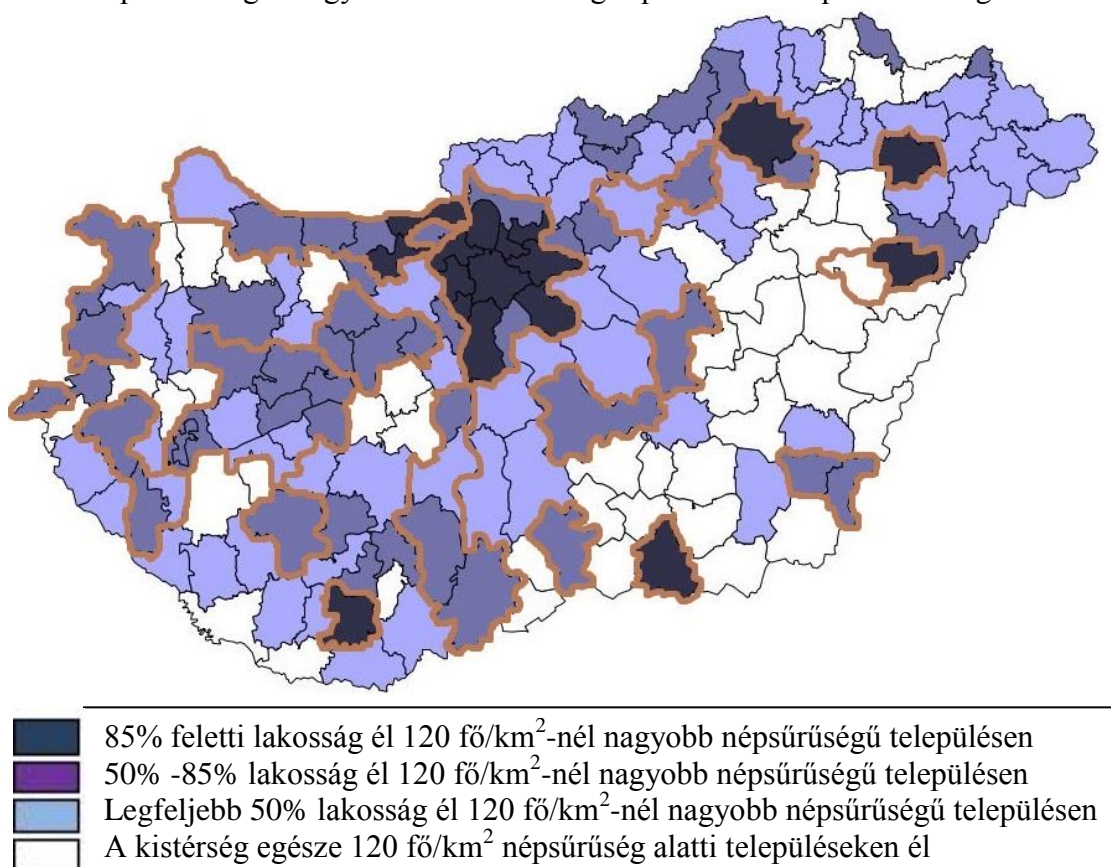 85% feletti lakosság él 120 fő/km²-nél nagyobb népsűrűségű településen
50% -85% lakosság él 120 fő/km²-nél nagyobb népsűrűségű településen
Legfeljebb 50% lakosság él 120 fő/km²-nél nagyobb népsűrűségű településen
A kistérség egésze 120 fő/km² népsűrűség alatti településeken él